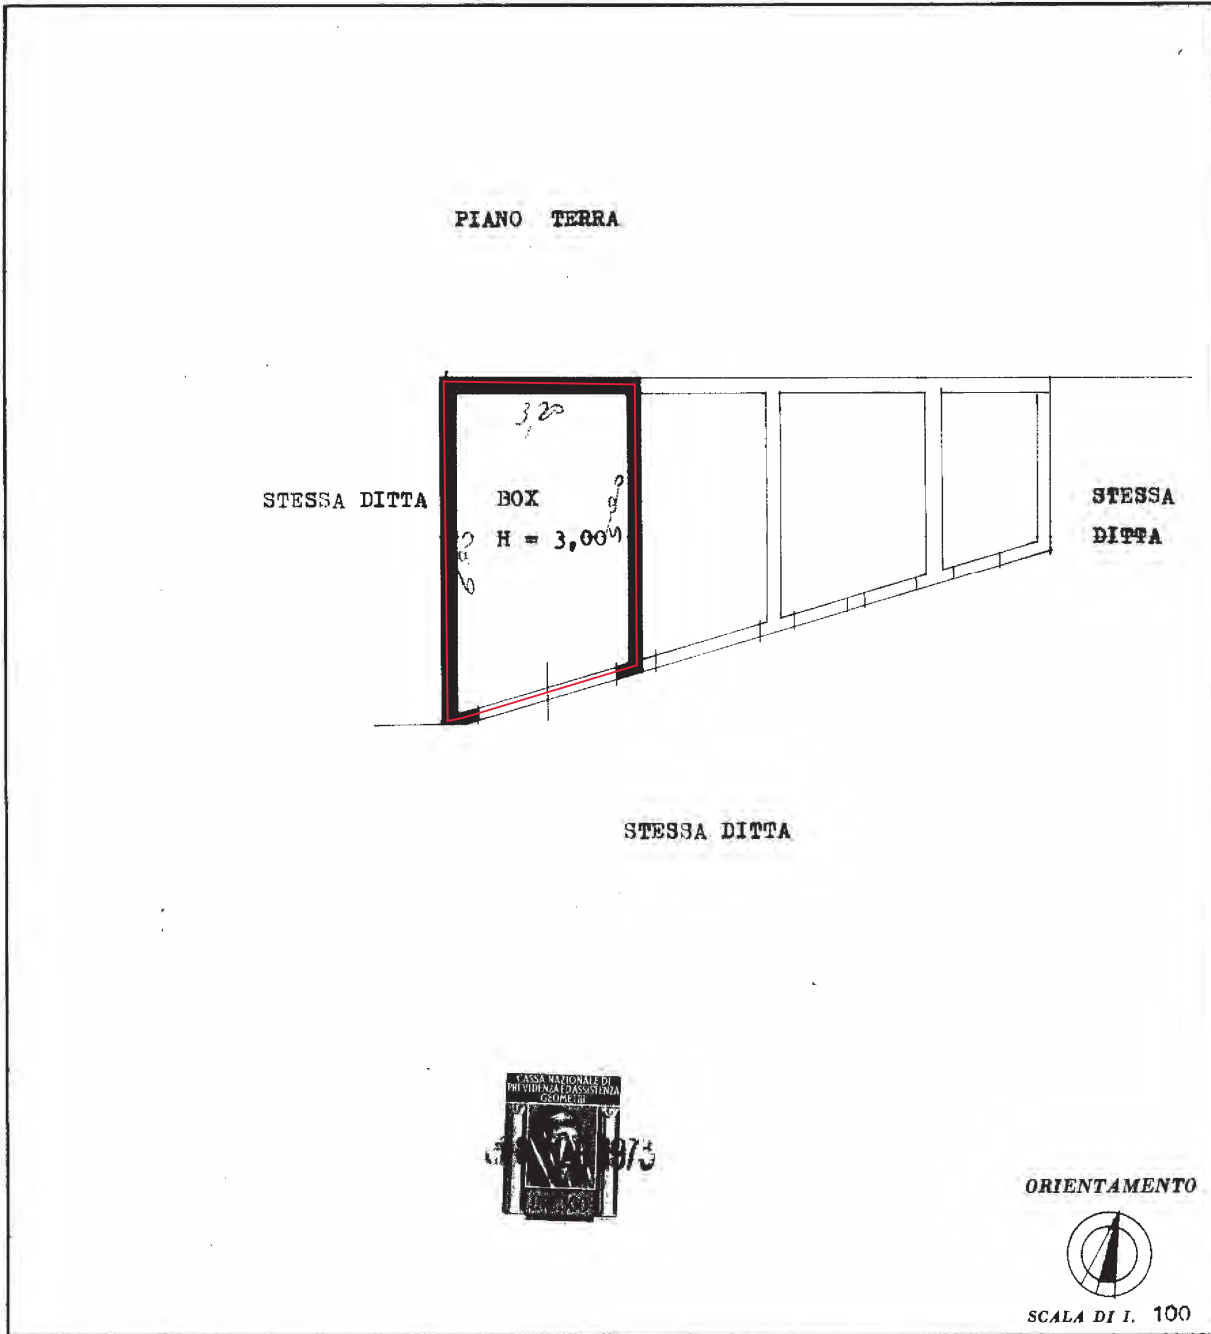 PIANO TERRA
3,20
STESSA DITTA
BOX
H = 3,00
STESSA
DITTA
STESSA DITTA
CASSA NAZIONALE DI
PREVIDENZA ED ASSISTENZA
GEOMETRI
ORIENTAMENTO
SCALA DI I. 100